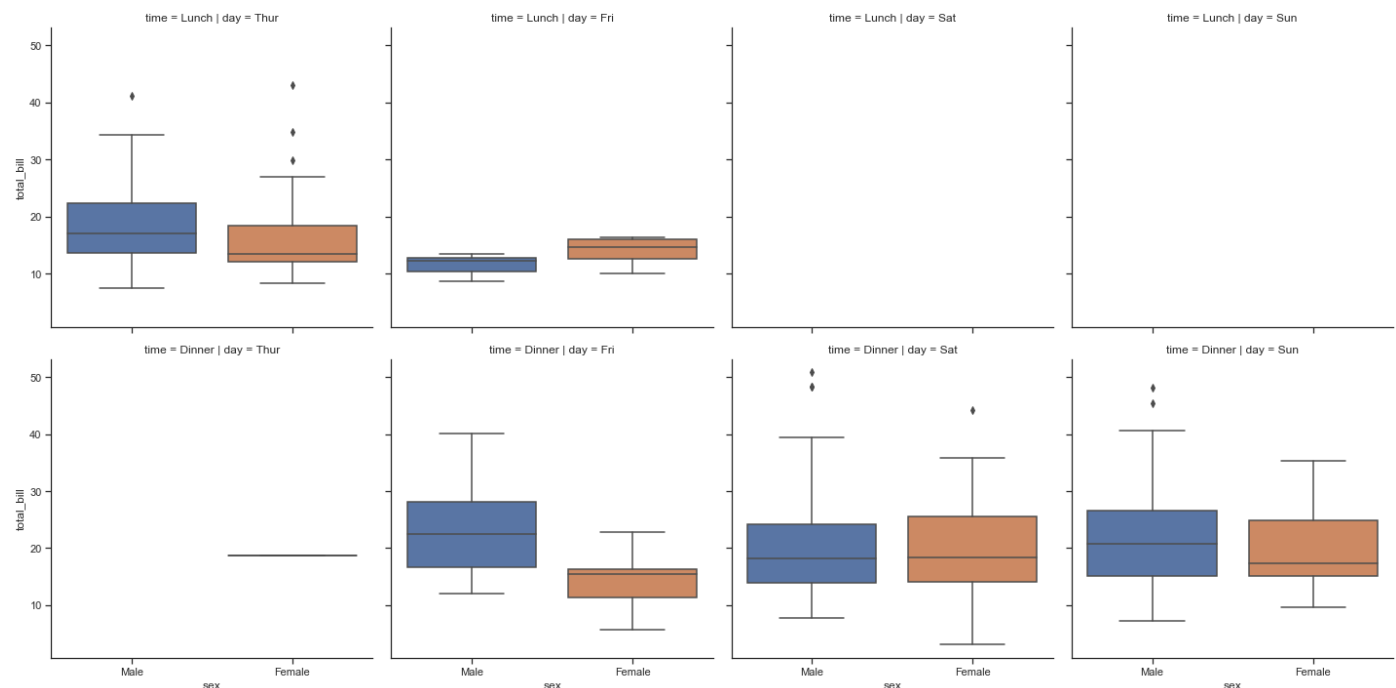 time = Lunch | day = Thur
time = Lunch | day = Fri
time = Lunch | day = Sat
time = Lunch | day = Sun
50
40
30
20
10
total_bill
time = Dinner | day = Thur
time = Dinner | day = Fri
time = Dinner | day = Sat
time = Dinner | day = Sun
50
40
30
20
10
total_bill
Male Female
Male Female
Male Female
Male Female
sex
sex
sex
sex